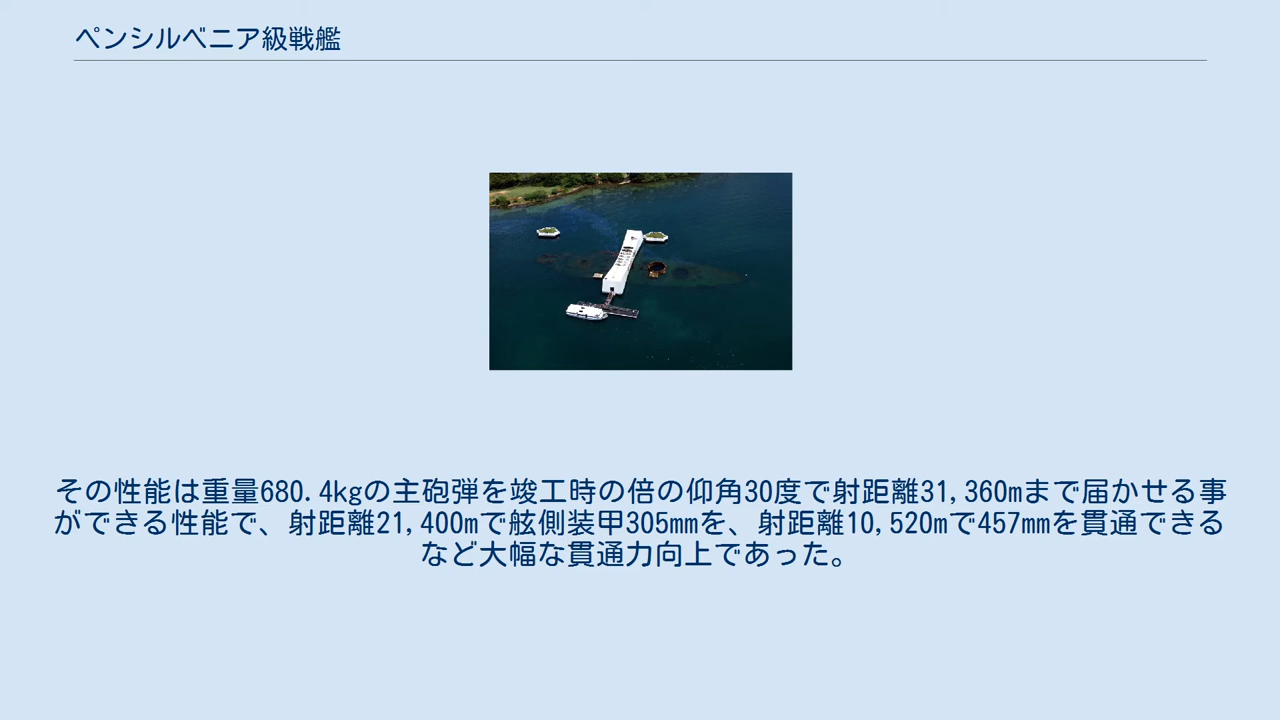 ペンシルベニア級戦艦
その性能は重量680.4kgの主砲弾を竣工時の倍の仰角30度で射距離31,360mまで届かせる事
ができる性能で、射距離21,400mで舷側装甲305mmを、射距離10,520mで457mmを貫通できる
など大幅な貫通力向上であった。